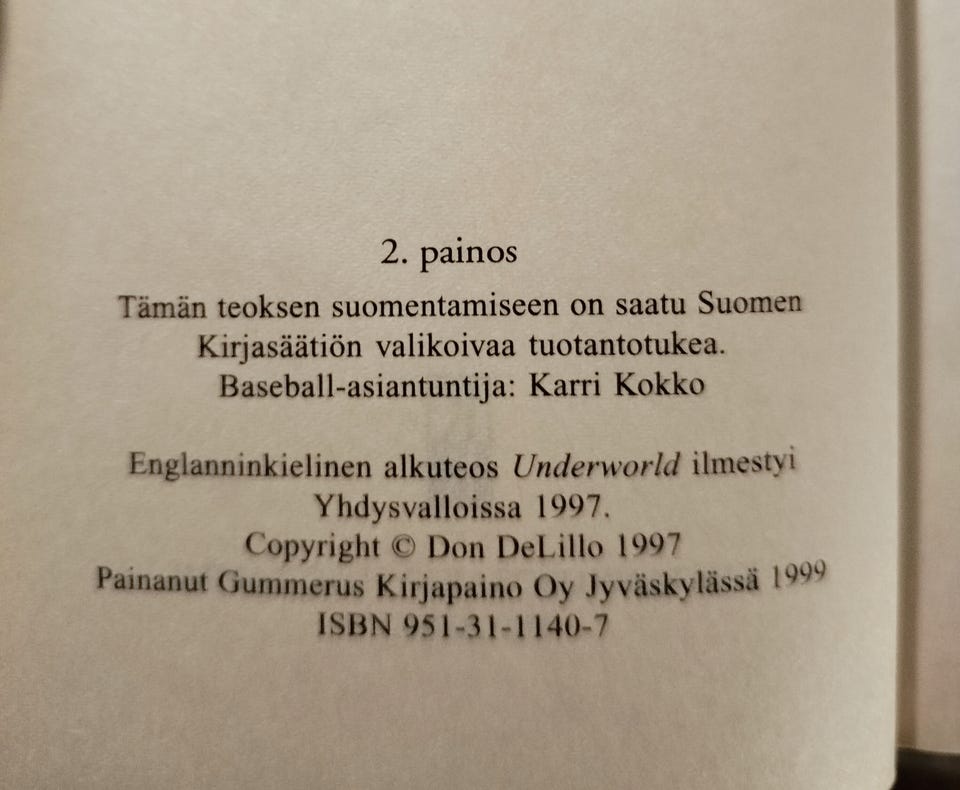 2. painos
Tämän teoksen suomentamiseen on saatu Suomen
Kirjasäätiön valikoivaa tuotantotukea.
Baseball-asiantuntija: Karri Kokko
Englanninkielinen alkuteos Underworld ilmestyi
Yhdysvalloissa 1997.
Copyright © Don DeLillo 1997
Painanut Gummerus Kirjapaino Oy Jyväskylässä 1999
ISBN 951-31-1140-7